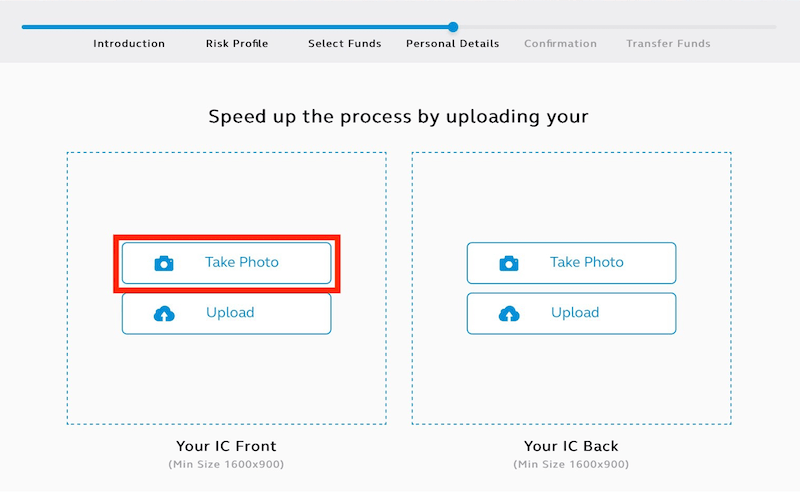 Introduction Risk Profile Select Funds Personal Details Confirmation Transfer Funds
Speed up the process by uploading your
Take Photo
Upload
Your IC Front
(Min Size 1600x900)
Take Photo
Upload
Your IC Back
(Min Size 1600x900)